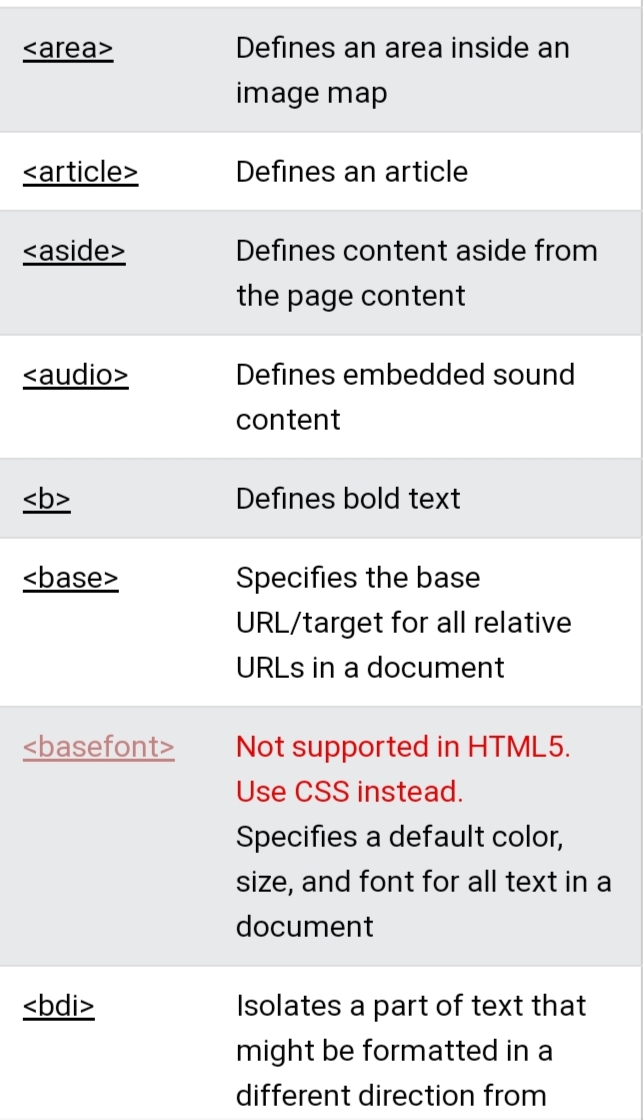 <area> Defines an area inside an
image map
<article> Defines an article
<aside> Defines content aside from
the page content
<audio> Defines embedded sound
content
<b> Defines bold text
<base> Specifies the base
URL/target for all relative
URLs in a document
<basefont> Not supported in HTML5.
Use CSS instead.
Specifies a default color,
size, and font for all text in a
document
<bdi> Isolates a part of text that
might be formatted in a
different direction from